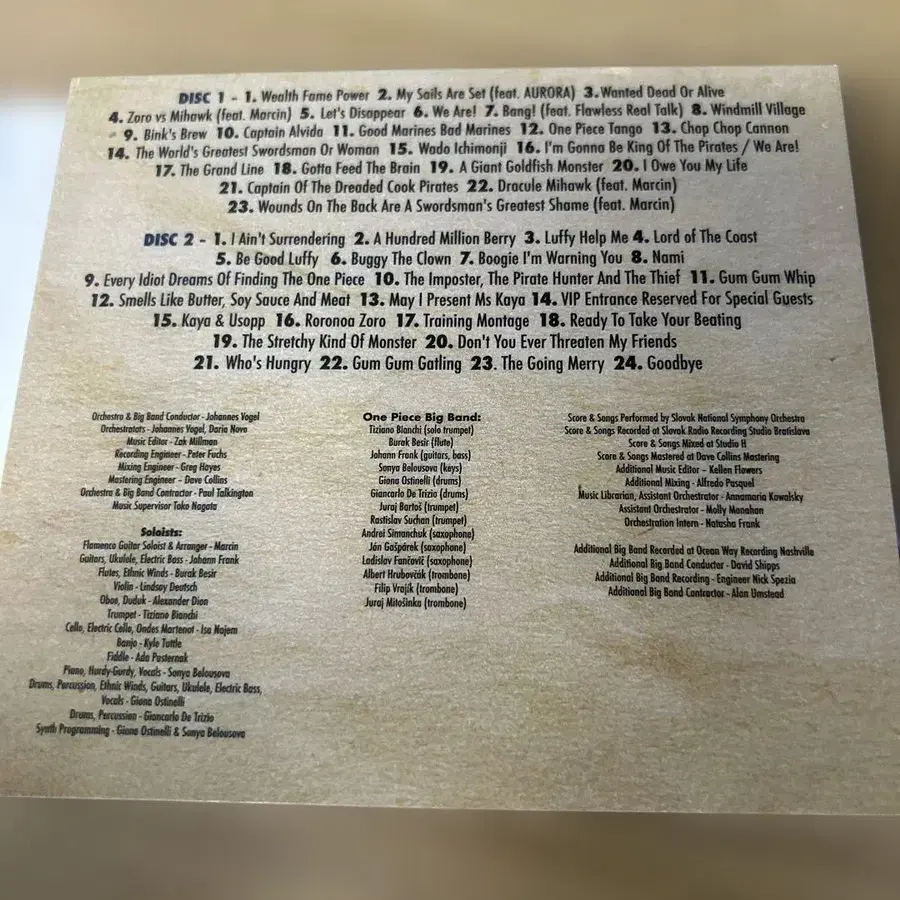 DISC 1 - 1. Wealth Fame Power 2. My Sails Are Set (feat. AURORA) 3.Wanted Dead Or Alive
4. Zoro vs Mihawk (feat. Marcin) 5. Let's Disappear 6. We Are! 7. Bang! (feat. Flawless Real Talk) 8. Windmill Village
9. Bink's Brew 10. Captain Alvida 11. Good Marines Bad Marines 12. One Piece Tango 13. Chop Chop Cannon
14. The World's Greatest Swordsman Or Woman 15. Wado Ichimonji 16. I'm Gonna Be King Of The Pirates / We Are!
17. The Grand Line 18. Gotta Feed The Brain 19. A Giant Goldfish Monster 20. I Owe You My Life
21. Captain Of The Dreaded Cook Pirates 22. Dracule Mihawk (feat. Marcin)
23. Wounds On The Back Are A Swordsman's Greatest Shame (feat. Marcin)
DISC 2 - 1. I Ain't Surrendering 2. A Hundred Million Berry 3. Luffy Help Me 4. Lord of The Coast
5. Be Good Luffy 6. Buggy The Clown 7. Boogie I'm Warning You 8. Nami
9. Every Idiot Dreams Of Finding The One Piece 10. The Imposter, The Pirate Hunter And The Thief 11. Gum Gum Whip
12. Smells Like Butter, Soy Sauce And Meat 13. May I Present Ms Kaya 14. VIP Entrance Reserved For Special Guests
15. Kaya & Usopp 16. Roronoa Zoro 17. Training Montage 18. Ready To Take Your Beating
19. The Stretchy Kind Of Monster 20. Don't You Ever Threaten My Friends
21. Who's Hungry 22. Gum Gum Gatling 23. The Going Merry 24. Goodbye
Orchestra & Big Band Conductor - Johannes Vogel
Orchestrators - Johannes Vogel, Dario Novo
Music Editor - Zak Millman
Recording Engineer - Peter Fuchs
Mixing Engineer - Greg Hayes
Mastering Engineer - Dave Collins
Orchestra & Big Band Contractor - Paul Talkington
Music Supervisor Toko Nagata
Soloists:
Flamenco Guitar Soloist & Arranger - Marcin
Guitars, Ukulele, Electric Bass - Johann Frank
Flutes, Ethnic Winds - Burak Besir
Violin - Lindsay Deutsch
Oboe, Duduk - Alexander Dion
Trumpet - Tiziano Bianchi
Cello, Electric Cello, Ondes Martenot - Isa Najem
Banjo - Kyle Tuttle
Fiddle - Ada Pasternak
Piano, Hurdy-Gurdy, Vocals - Sonya Belousova
Drums, Percussion, Ethnic Winds, Guitars, Ukulele, Electric Bass,
Vocals - Giona Ostinelli
Drums, Percussion - Giancarlo De Trizio
Synth Programming - Giona Ostinelli & Sonya Belousova
One Piece Big Band:
Tiziano Bianchi (solo trumpet)
Burak Besir (flute)
Johann Frank (guitars, bass)
Sonya Belousova (keys)
Giona Ostinelli (drums)
Giancarlo De Trizio (drums)
Juraj Bartoš (trumpet)
Rastislav Suchan (trumpet)
Andrei Simanchuk (saxophone)
Ján Gašpárek (saxophone)
Ladislav Fančovič (saxophone)
Albert Hrubovčák (trombone)
Filip Vrajik (trombone)
Juraj Mitošinka (trombone)
Score & Songs Performed by Slovak National Symphony Orchestra
Score & Songs Recorded at Slovak Radio Recording Studio Bratislava
Score & Songs Mixed at Studio H
Score & Songs Mastered at Dave Collins Mastering
Additional Music Editor – Kellen Flowers
Additional Mixing - Alfredo Pasquel
Music Librarian, Assistant Orchestrator - Annamaria Kowalsky
Assistant Orchestrator - Molly Monahan
Orchestration Intern - Natasha Frank
Additional Big Band Recorded at Ocean Way Recording Nashville
Additional Big Band Conductor - David Shipps
Additional Big Band Recording - Engineer Nick Spezia
Additional Big Band Contractor - Alan Umstead